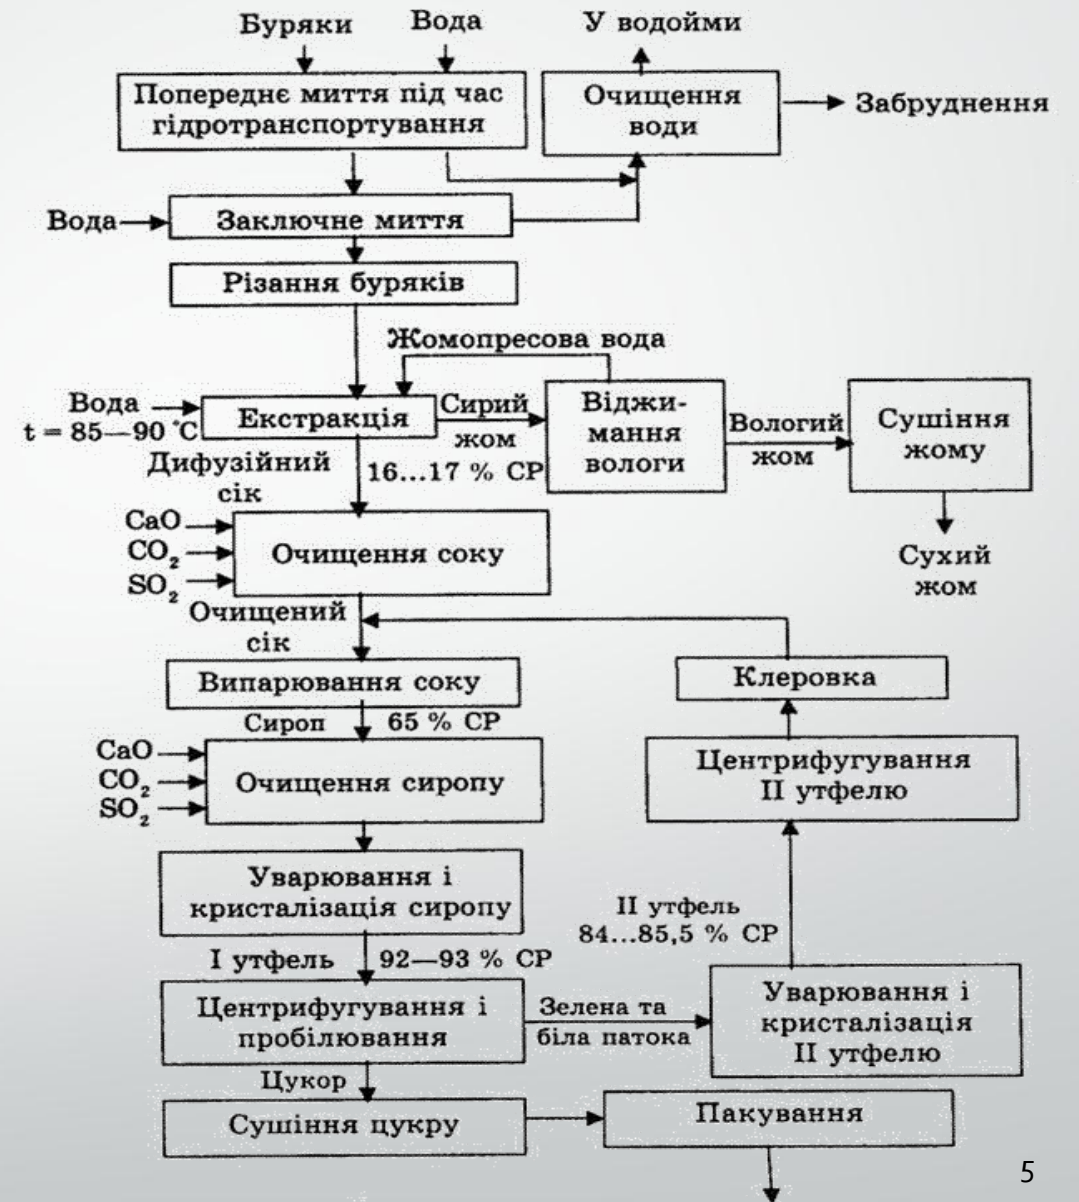 Буряки
Вода
У водойми
Попереднє миття під час
гідротранспортування
Очищення
води
Забруднення
Вода
Заключне миття
Різання буряків
Жомопресова вода
Вода
t = 85—90 °С
Екстракція
Сирий
жом
Віджи-
мання
вологи
Вологий
жом
Сушіння
жому
Дифузійний
сік
16...17 % СР
Сухий
жом
CaO
CO₂
SO₂
Очищення соку
Очищений
сік
Випарювання соку
Клеровка
Сироп
65 % СР
CaO
CO₂
SO₂
Очищення сиропу
Центрифугування
II утфелю
Уварювання і
кристалізація сиропу
II утфель
84...85,5 % СР
I утфель
92—93 % СР
Центрифугування і
пробілювання
Зелена та
біла патока
Уварювання і
кристалізація
II утфелю
Цукор
Сушіння цукру
Пакування
5